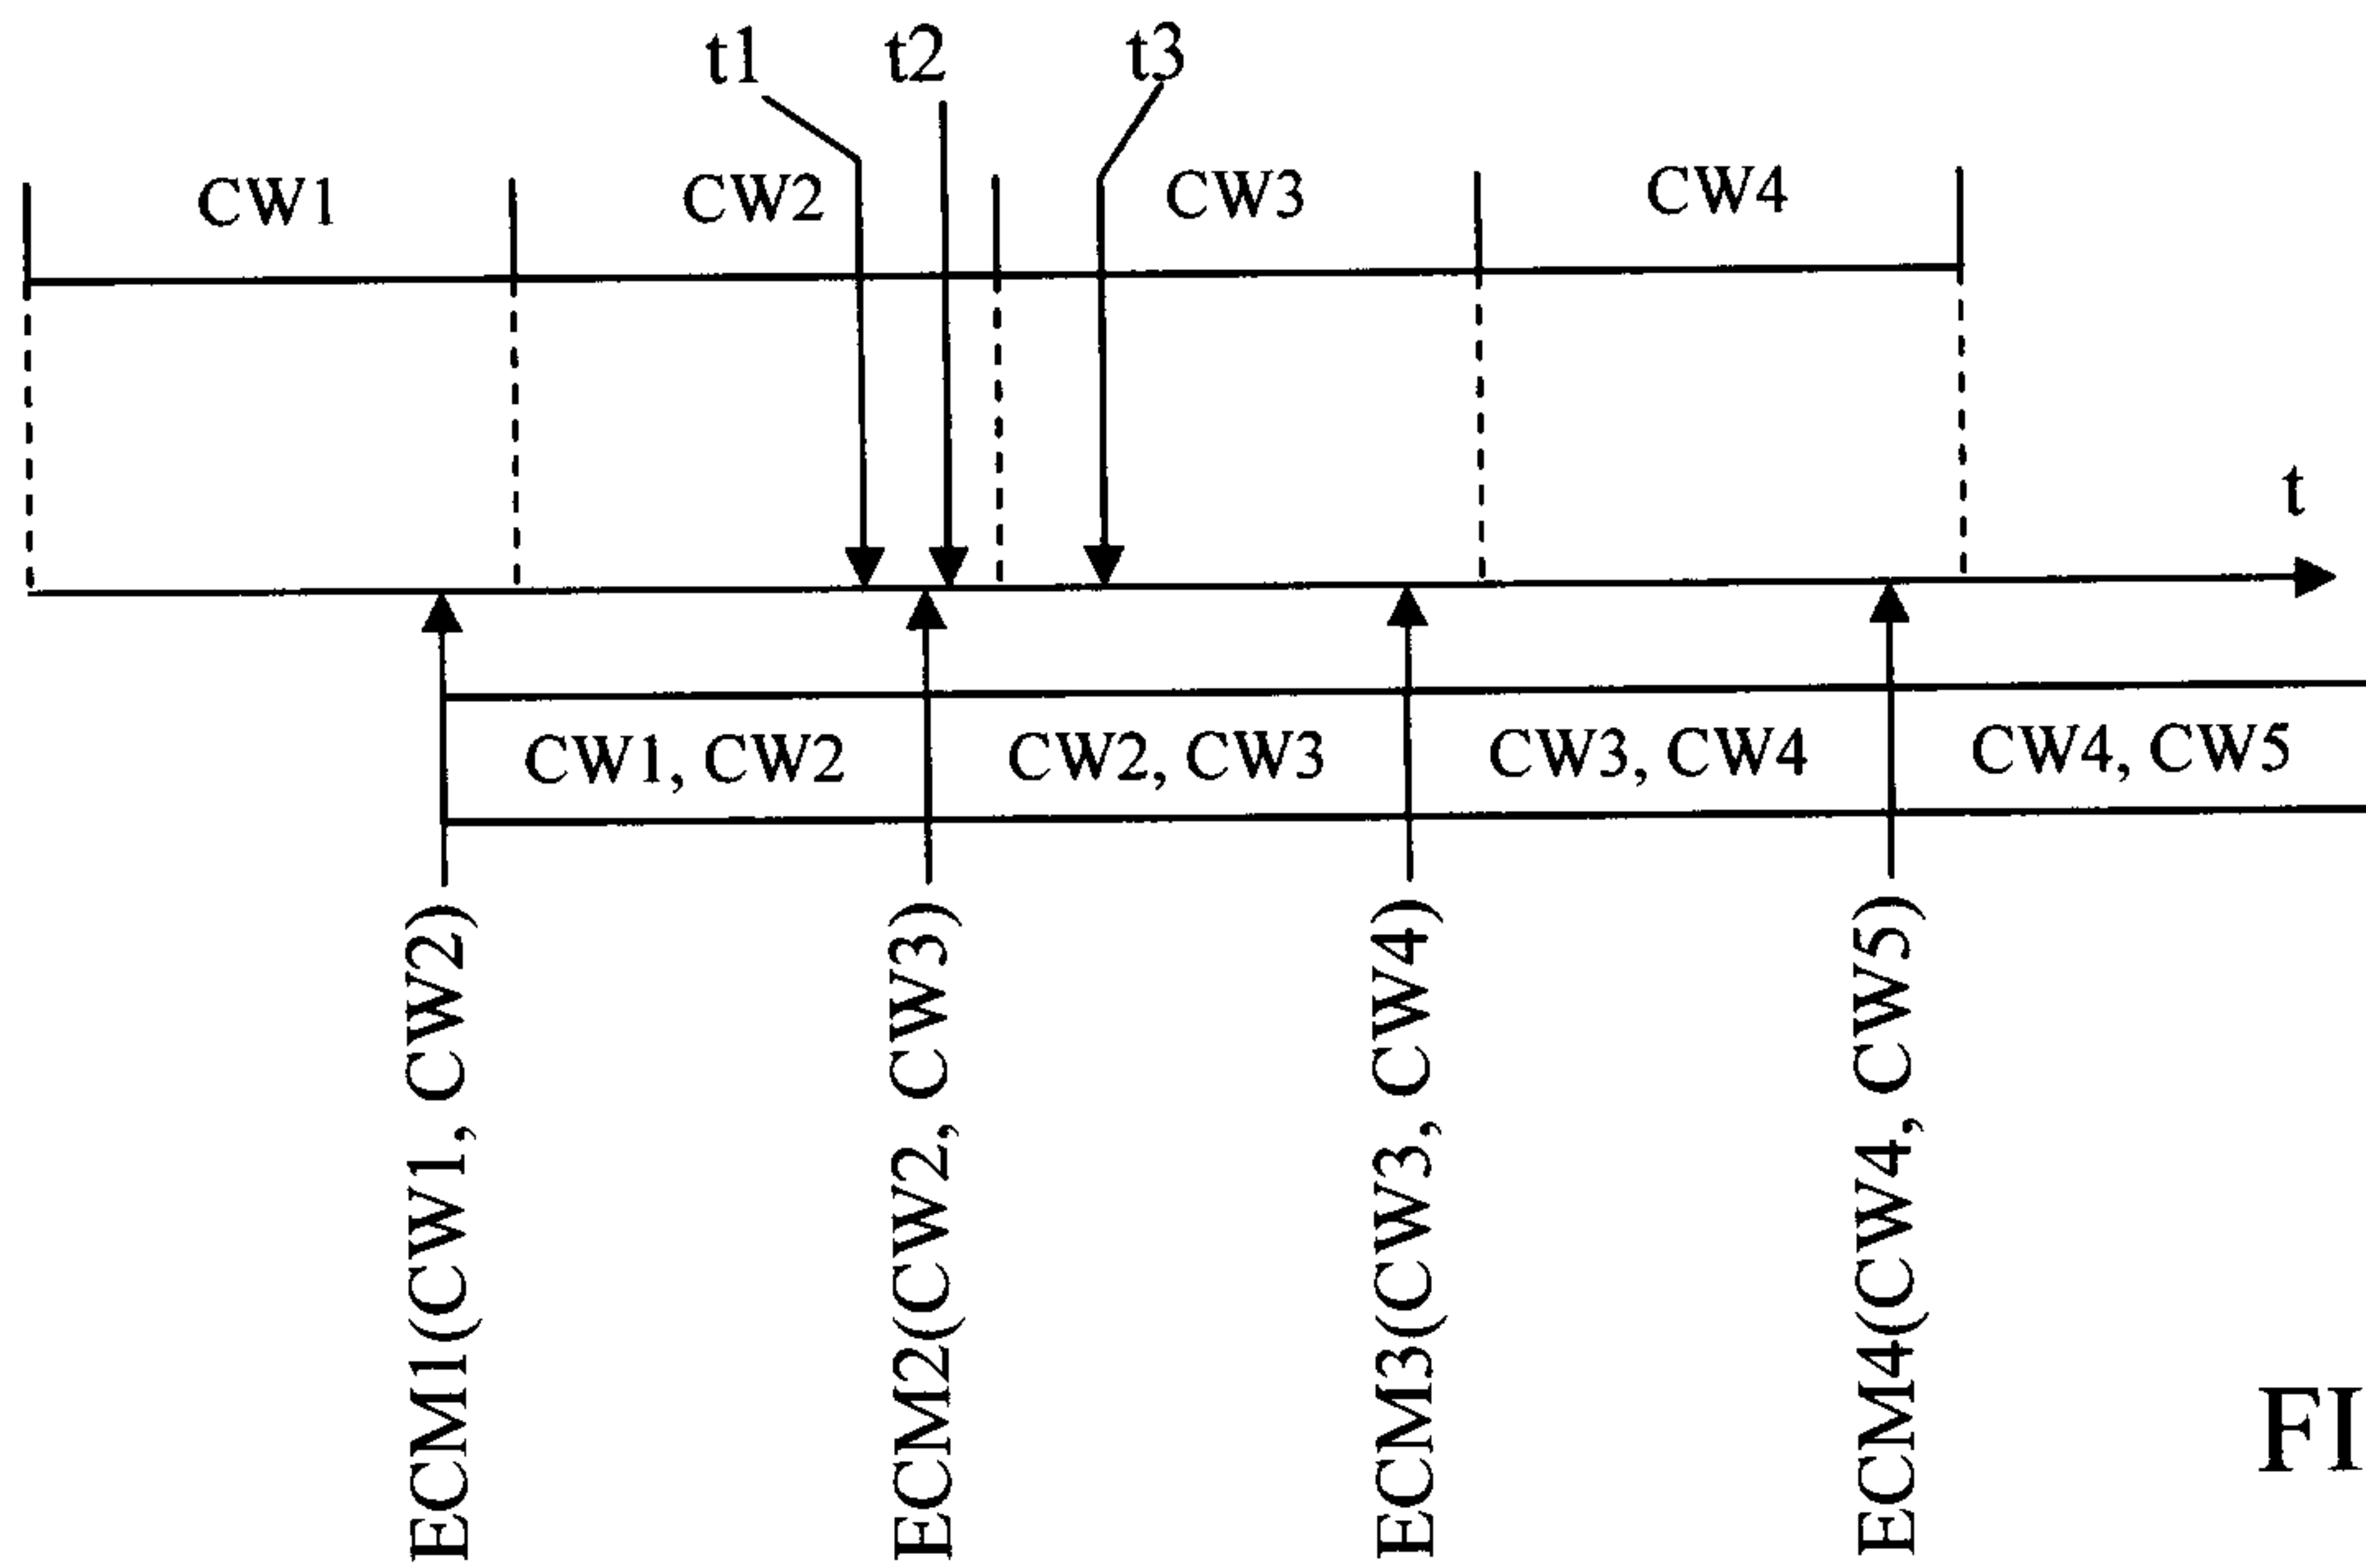 t1 t2 t3
CW1 CW2 CW3 CW4
t
CW1, CW2 CW2, CW3 CW3, CW4 CW4, CW5
ECM1(CW1, CW2)
ECM2(CW2, CW3)
ECM3(CW3, CW4)
ECM4(CW4, CW5)
FI